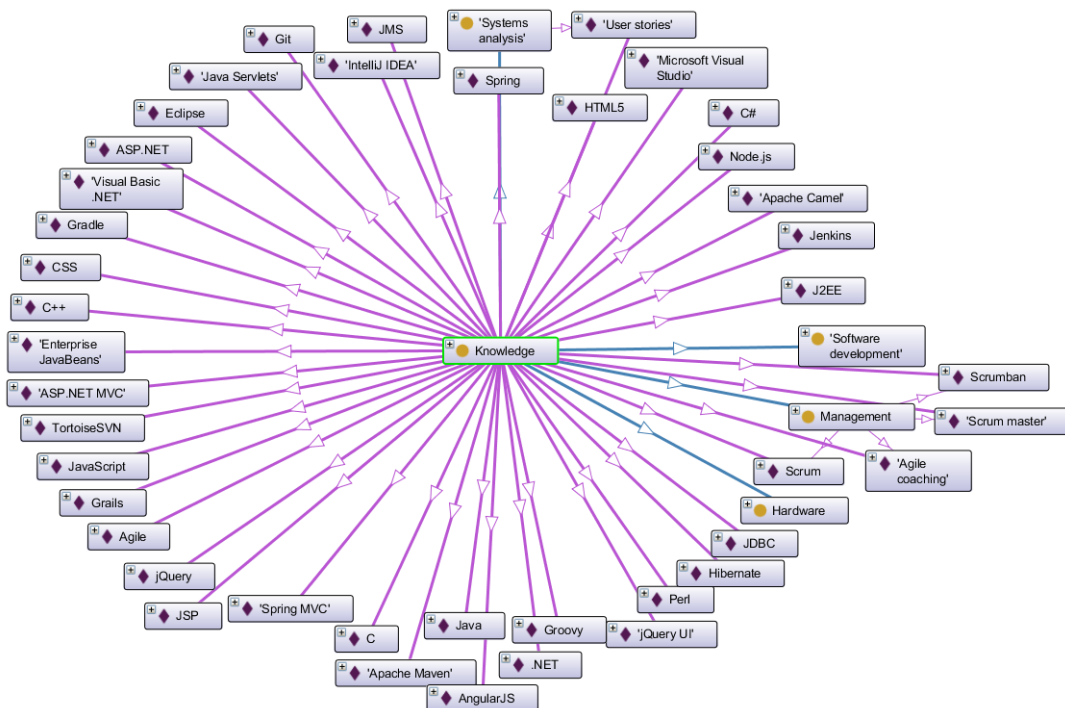 JMS
'Systems
analysis'
'User stories'
Git
'IntelliJ IDEA'
'Microsoft Visual
Studio'
'Java Servlets'
Spring
Eclipse
HTML5
C#
ASP.NET
Node.js
'Visual Basic
.NET'
'Apache Camel'
Gradle
Jenkins
CSS
J2EE
C++
'Enterprise
JavaBeans'
Knowledge
'Software
development'
Scrumban
'ASP.NET MVC'
Management
'Scrum master'
TortoiseSVN
JavaScript
Scrum
'Agile
coaching'
Grails
Hardware
Agile
JDBC
jQuery
Hibernate
Perl
JSP
'Spring MVC'
Java
Groovy
'jQuery UI'
C
'Apache Maven'
.NET
AngularJS